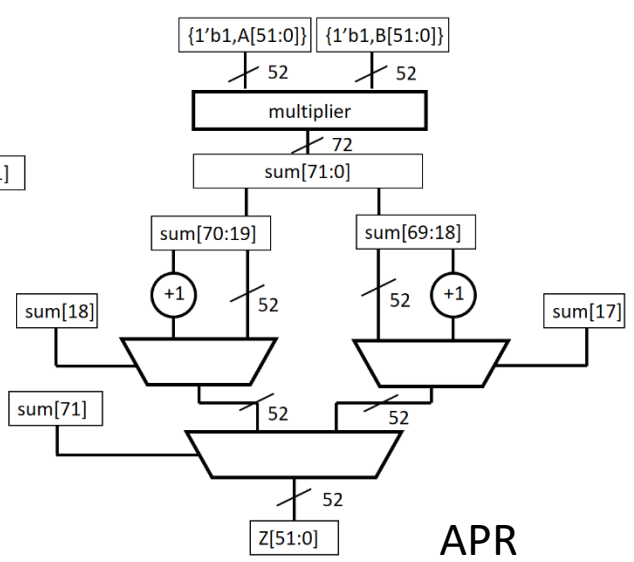 {1’b1,A[51:0]} {1’b1,B[51:0]}
52 52
multiplier
72
]
sum[71:0]
sum[70:19] sum[69:18]
+1 52 52 +1
sum[18] sum[17]
sum[71]
52 52
52
Z[51:0]
APR